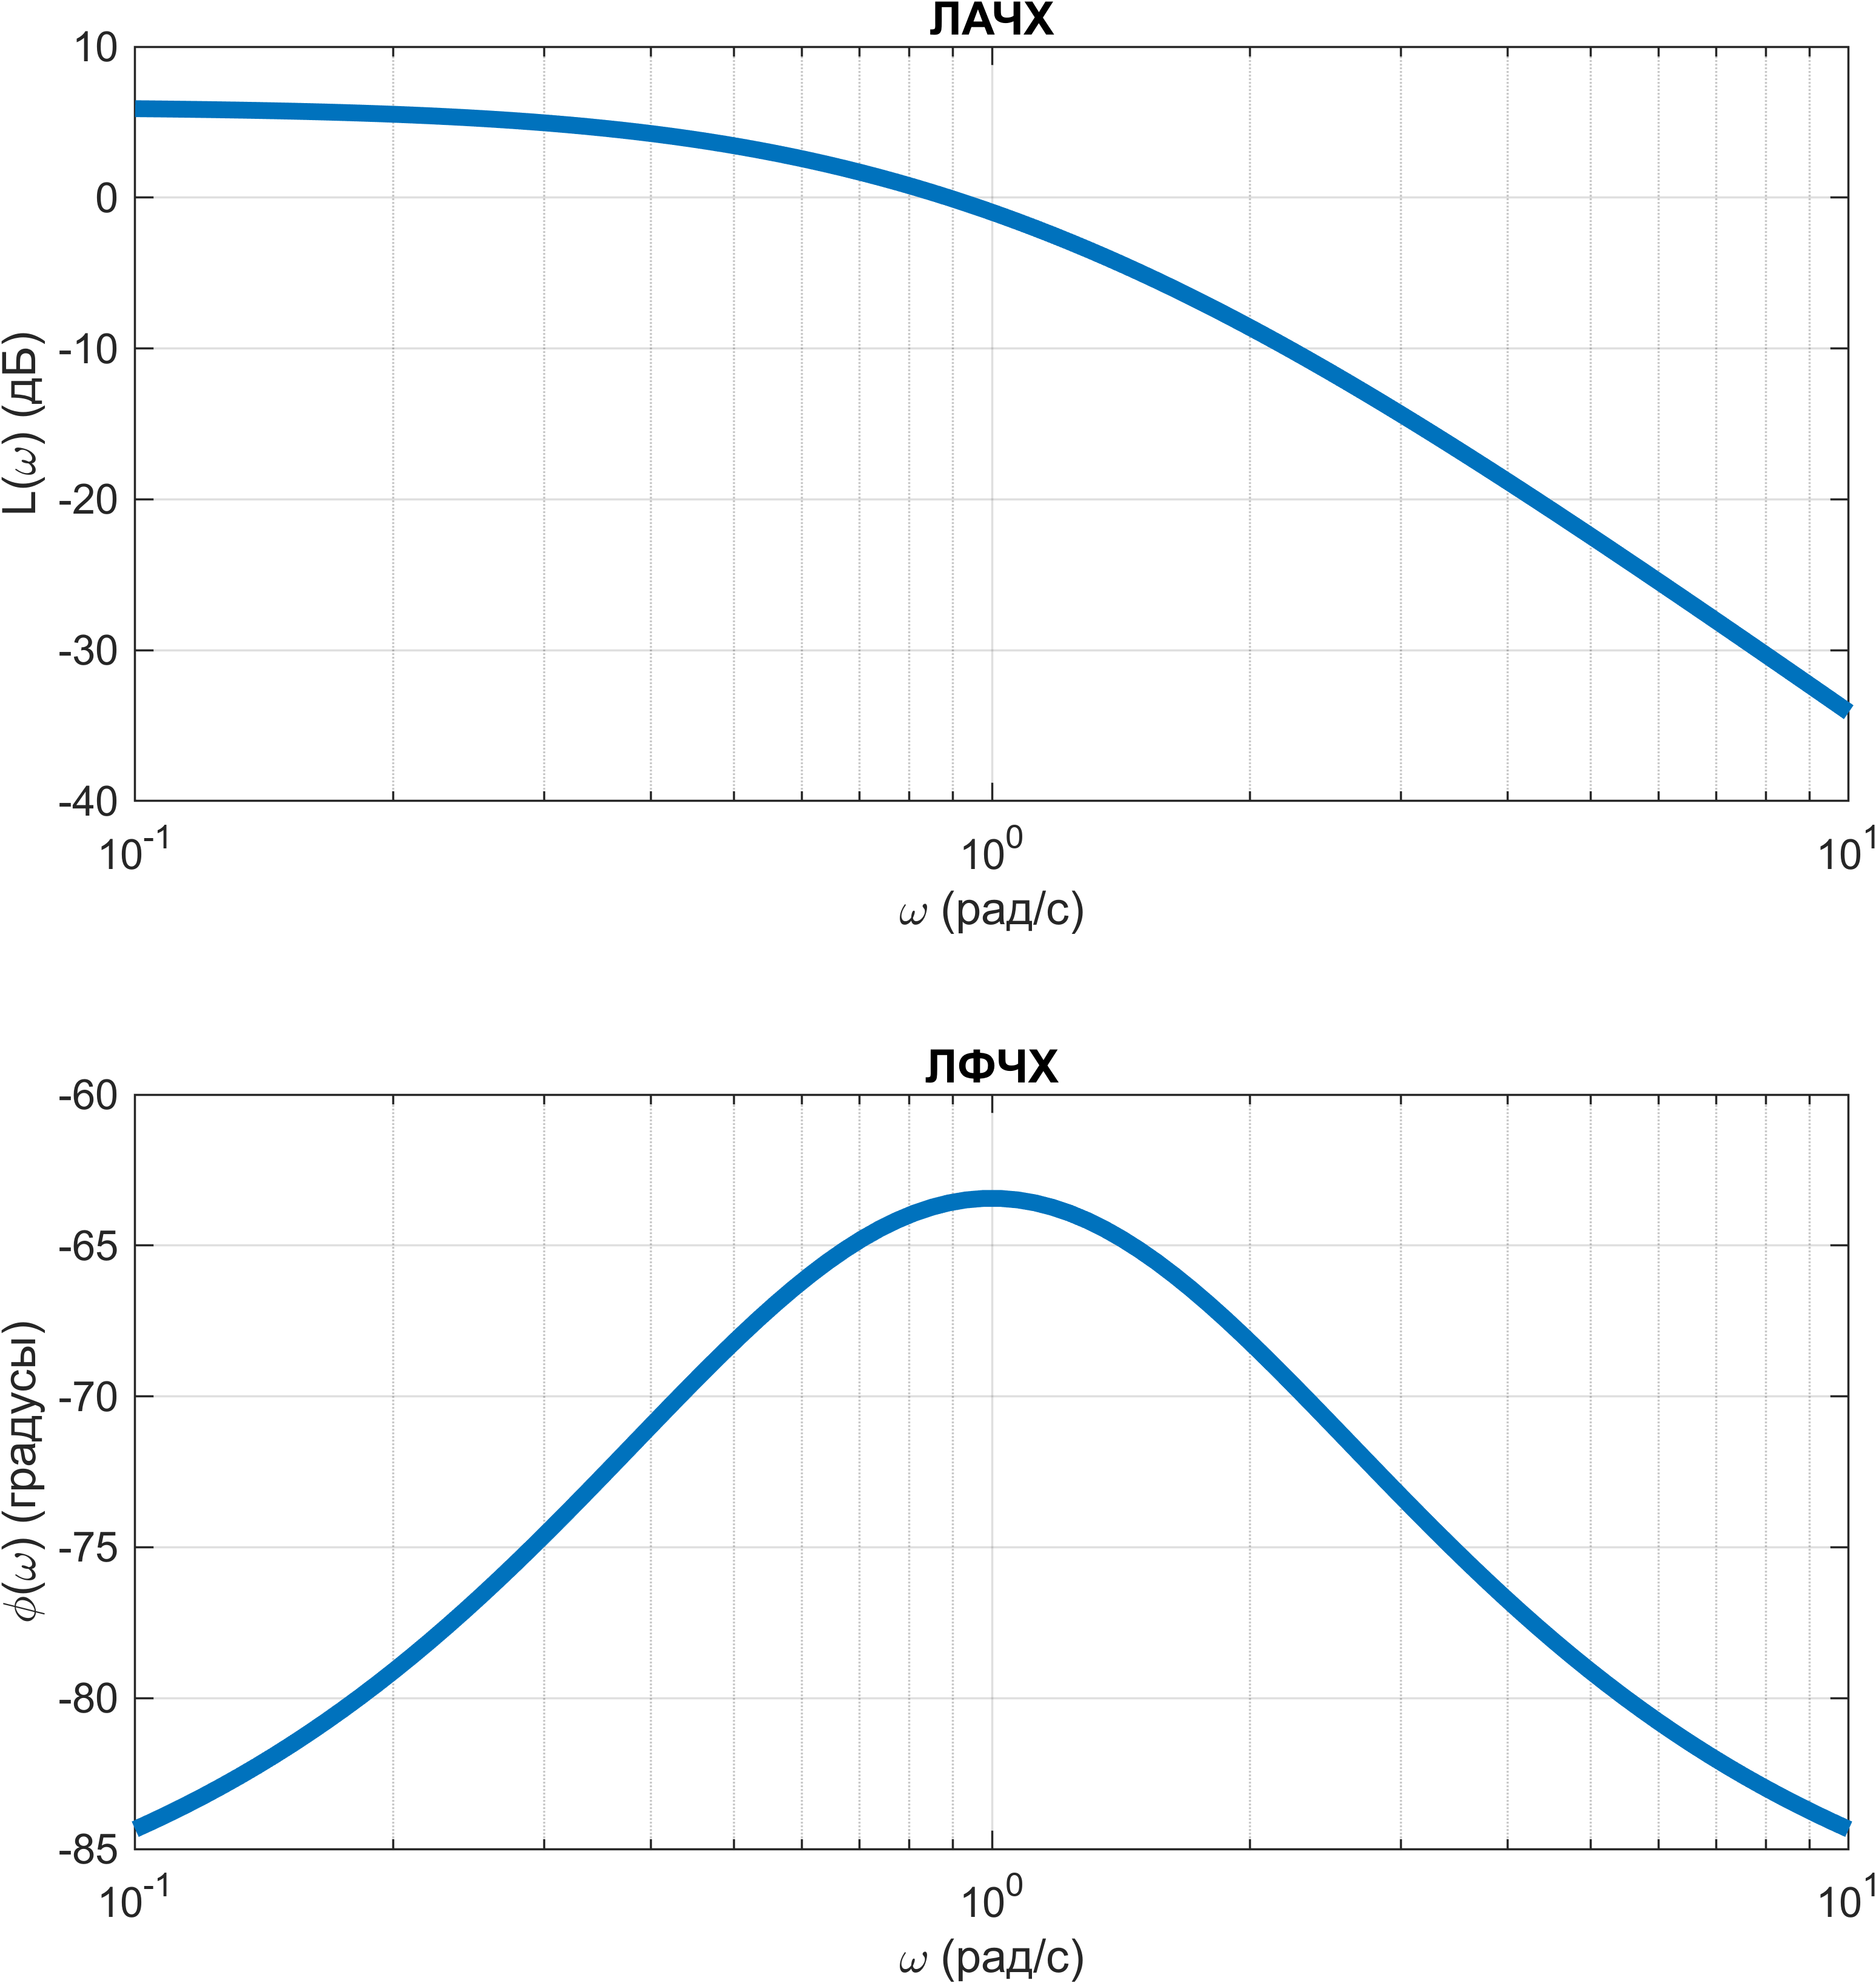 ЛАЧХ
10
0
-10
-20
-30
-40
L(ω) (дБ)
10^-1 10^0 10^1
ω (рад/с)
ЛФЧХ
-60
-65
-70
-75
-80
-85
ϕ(ω) (градусы)
10^-1 10^0 10^1
ω (рад/с)